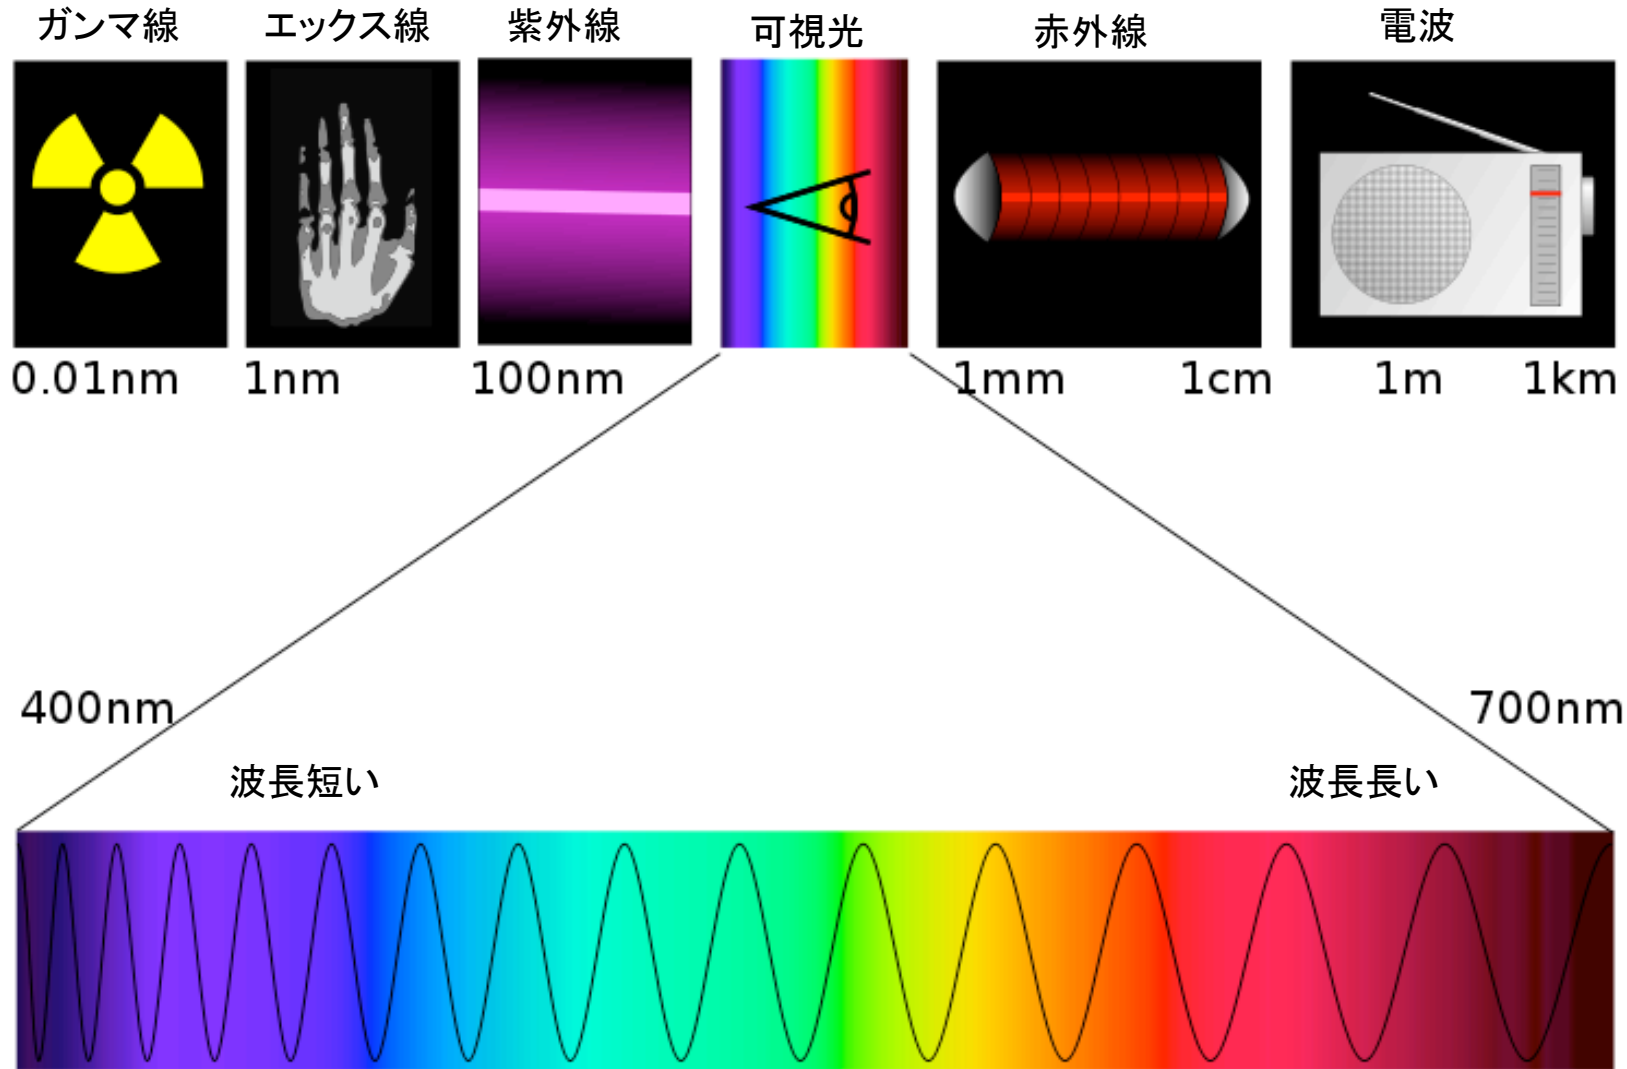 ガンマ線 エックス線 紫外線 可視光 赤外線 電波
0.01nm 1nm 100nm 1mm 1cm 1m 1km
400nm 700nm
波長短い 波長長い